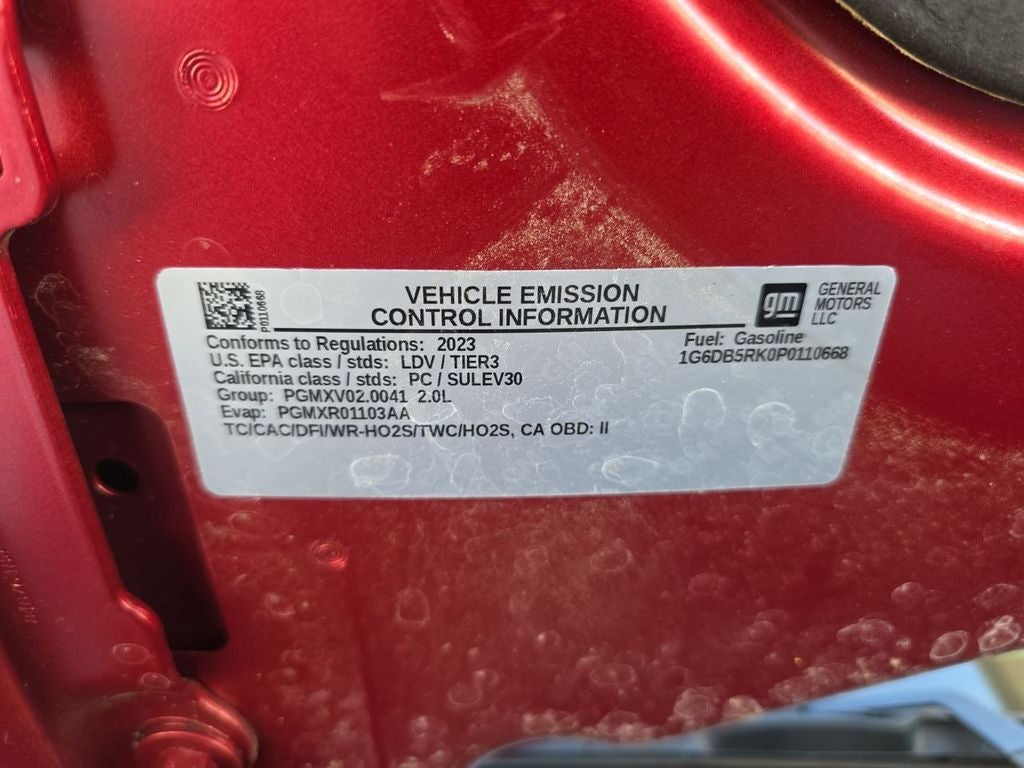 P0110668
VEHICLE EMISSION
CONTROL INFORMATION
gm
GENERAL
MOTORS
LLC
Conforms to Regulations: 2023
Fuel: Gasoline
U.S. EPA class / stds: LDV / TIER3
1G6DB5RK0P0110668
California class / stds: PC / SULEV30
Group: PGMXV02.0041 2.0L
Evap: PGMXR01103AA
TC/CAC/DFI/WR-HO2S/TWC/HO2S, CA OBD: II